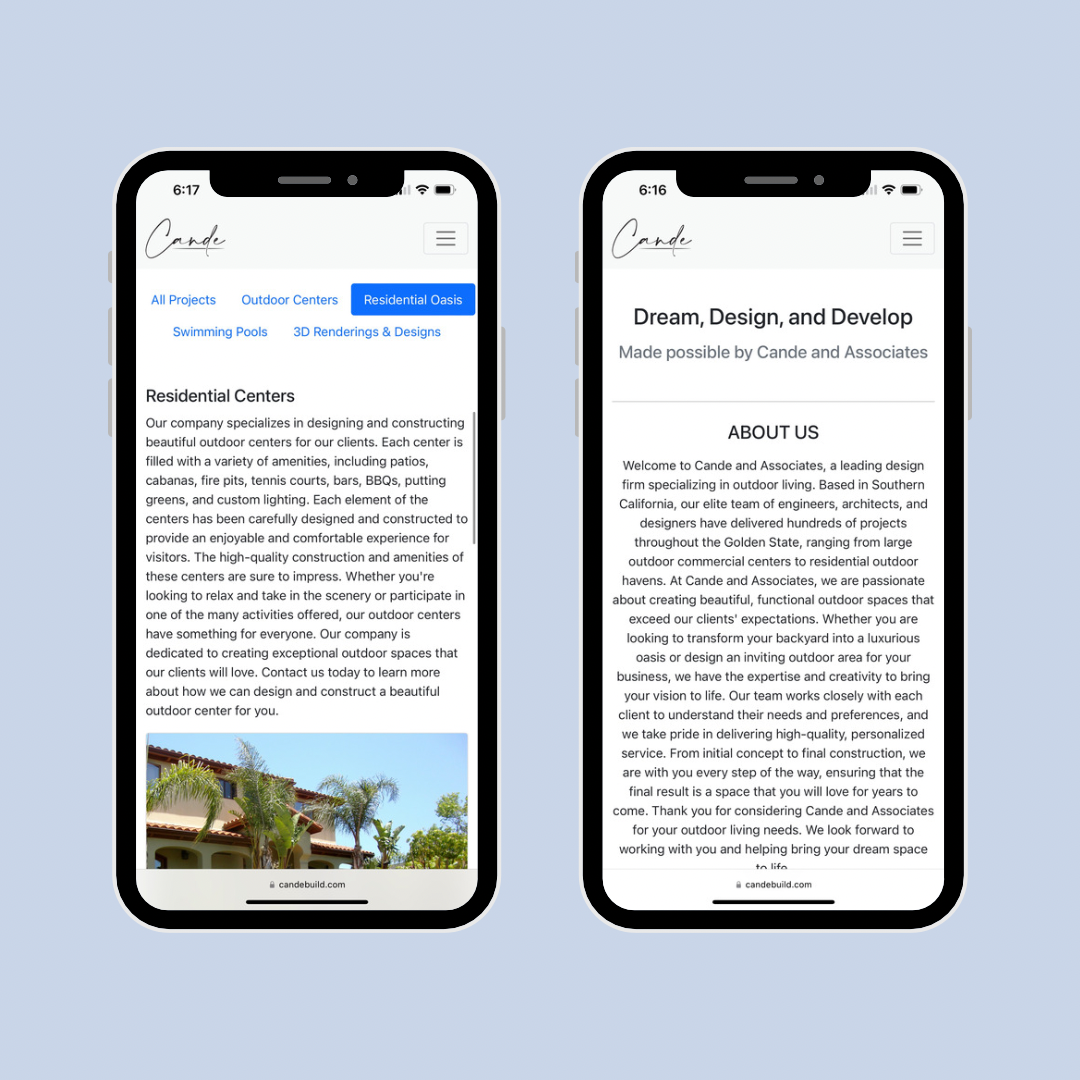 6:17
Cande
All Projects
Outdoor Centers
Residential Oasis
Swimming Pools
3D Renderings & Designs
Residential Centers
Our company specializes in designing and constructing
beautiful outdoor centers for our clients. Each center is
filled with a variety of amenities, including patios,
cabanas, fire pits, tennis courts, bars, BBQs, putting
greens, and custom lighting. Each element of the
centers has been carefully designed and constructed to
provide an enjoyable and comfortable experience for
visitors. The high-quality construction and amenities of
these centers are sure to impress. Whether you're
looking to relax and take in the scenery or participate in
one of the many activities offered, our outdoor centers
have something for everyone. Our company is
dedicated to creating exceptional outdoor spaces that
our clients will love. Contact us today to learn more
about how we can design and construct a beautiful
outdoor center for you.
candebuild.com
6:16
Cande
Dream, Design, and Develop
Made possible by Cande and Associates
ABOUT US
Welcome to Cande and Associates, a leading design
firm specializing in outdoor living. Based in Southern
California, our elite team of engineers, architects, and
designers have delivered hundreds of projects
throughout the Golden State, ranging from large
outdoor commercial centers to residential outdoor
havens. At Cande and Associates, we are passionate
about creating beautiful, functional outdoor spaces that
exceed our clients' expectations. Whether you are
looking to transform your backyard into a luxurious
oasis or design an inviting outdoor area for your
business, we have the expertise and creativity to bring
your vision to life. Our team works closely with each
client to understand their needs and preferences, and
we take pride in delivering high-quality, personalized
service. From initial concept to final construction, we
are with you every step of the way, ensuring that the
final result is a space that you will love for years to
come. Thank you for considering Cande and Associates
for your outdoor living needs. We look forward to
working with you and helping bring your dream space
to life
candebuild.com